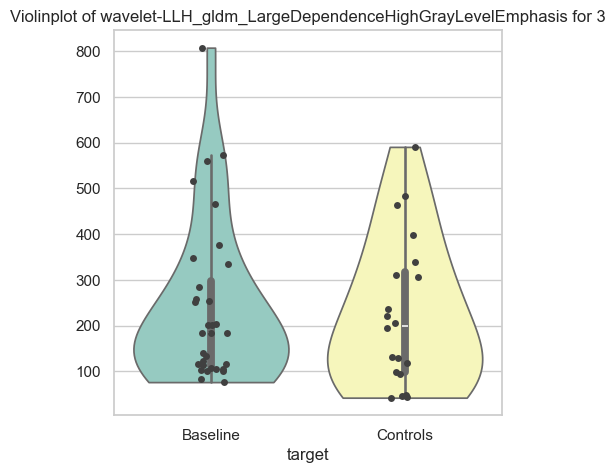 Violinplot of wavelet-LLH_gldm_LargeDependenceHighGrayLevelEmphasis for 3
800
700
600
500
400
300
200
100
Baseline Controls
target